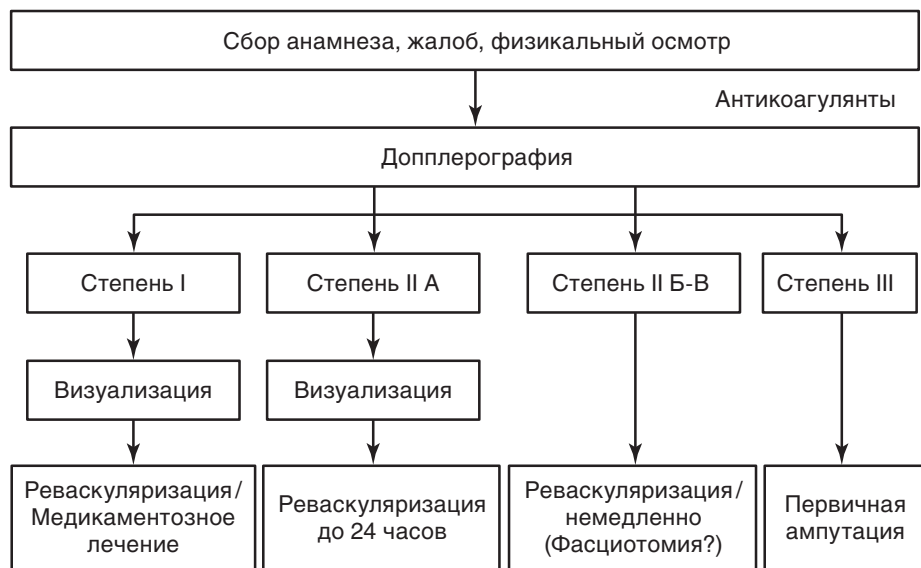 Сбор анамнеза, жалоб, физикальный осмотр
Антикоагулянты
Допплерография
Степень I
Степень II А
Степень II Б-В
Степень III
Визуализация
Визуализация
Реваскуляризация/
Медикаментозное
лечение
Реваскуляризация
до 24 часов
Реваскуляризация/
немедленно
(Фасциотомия?)
Первичная
ампутация